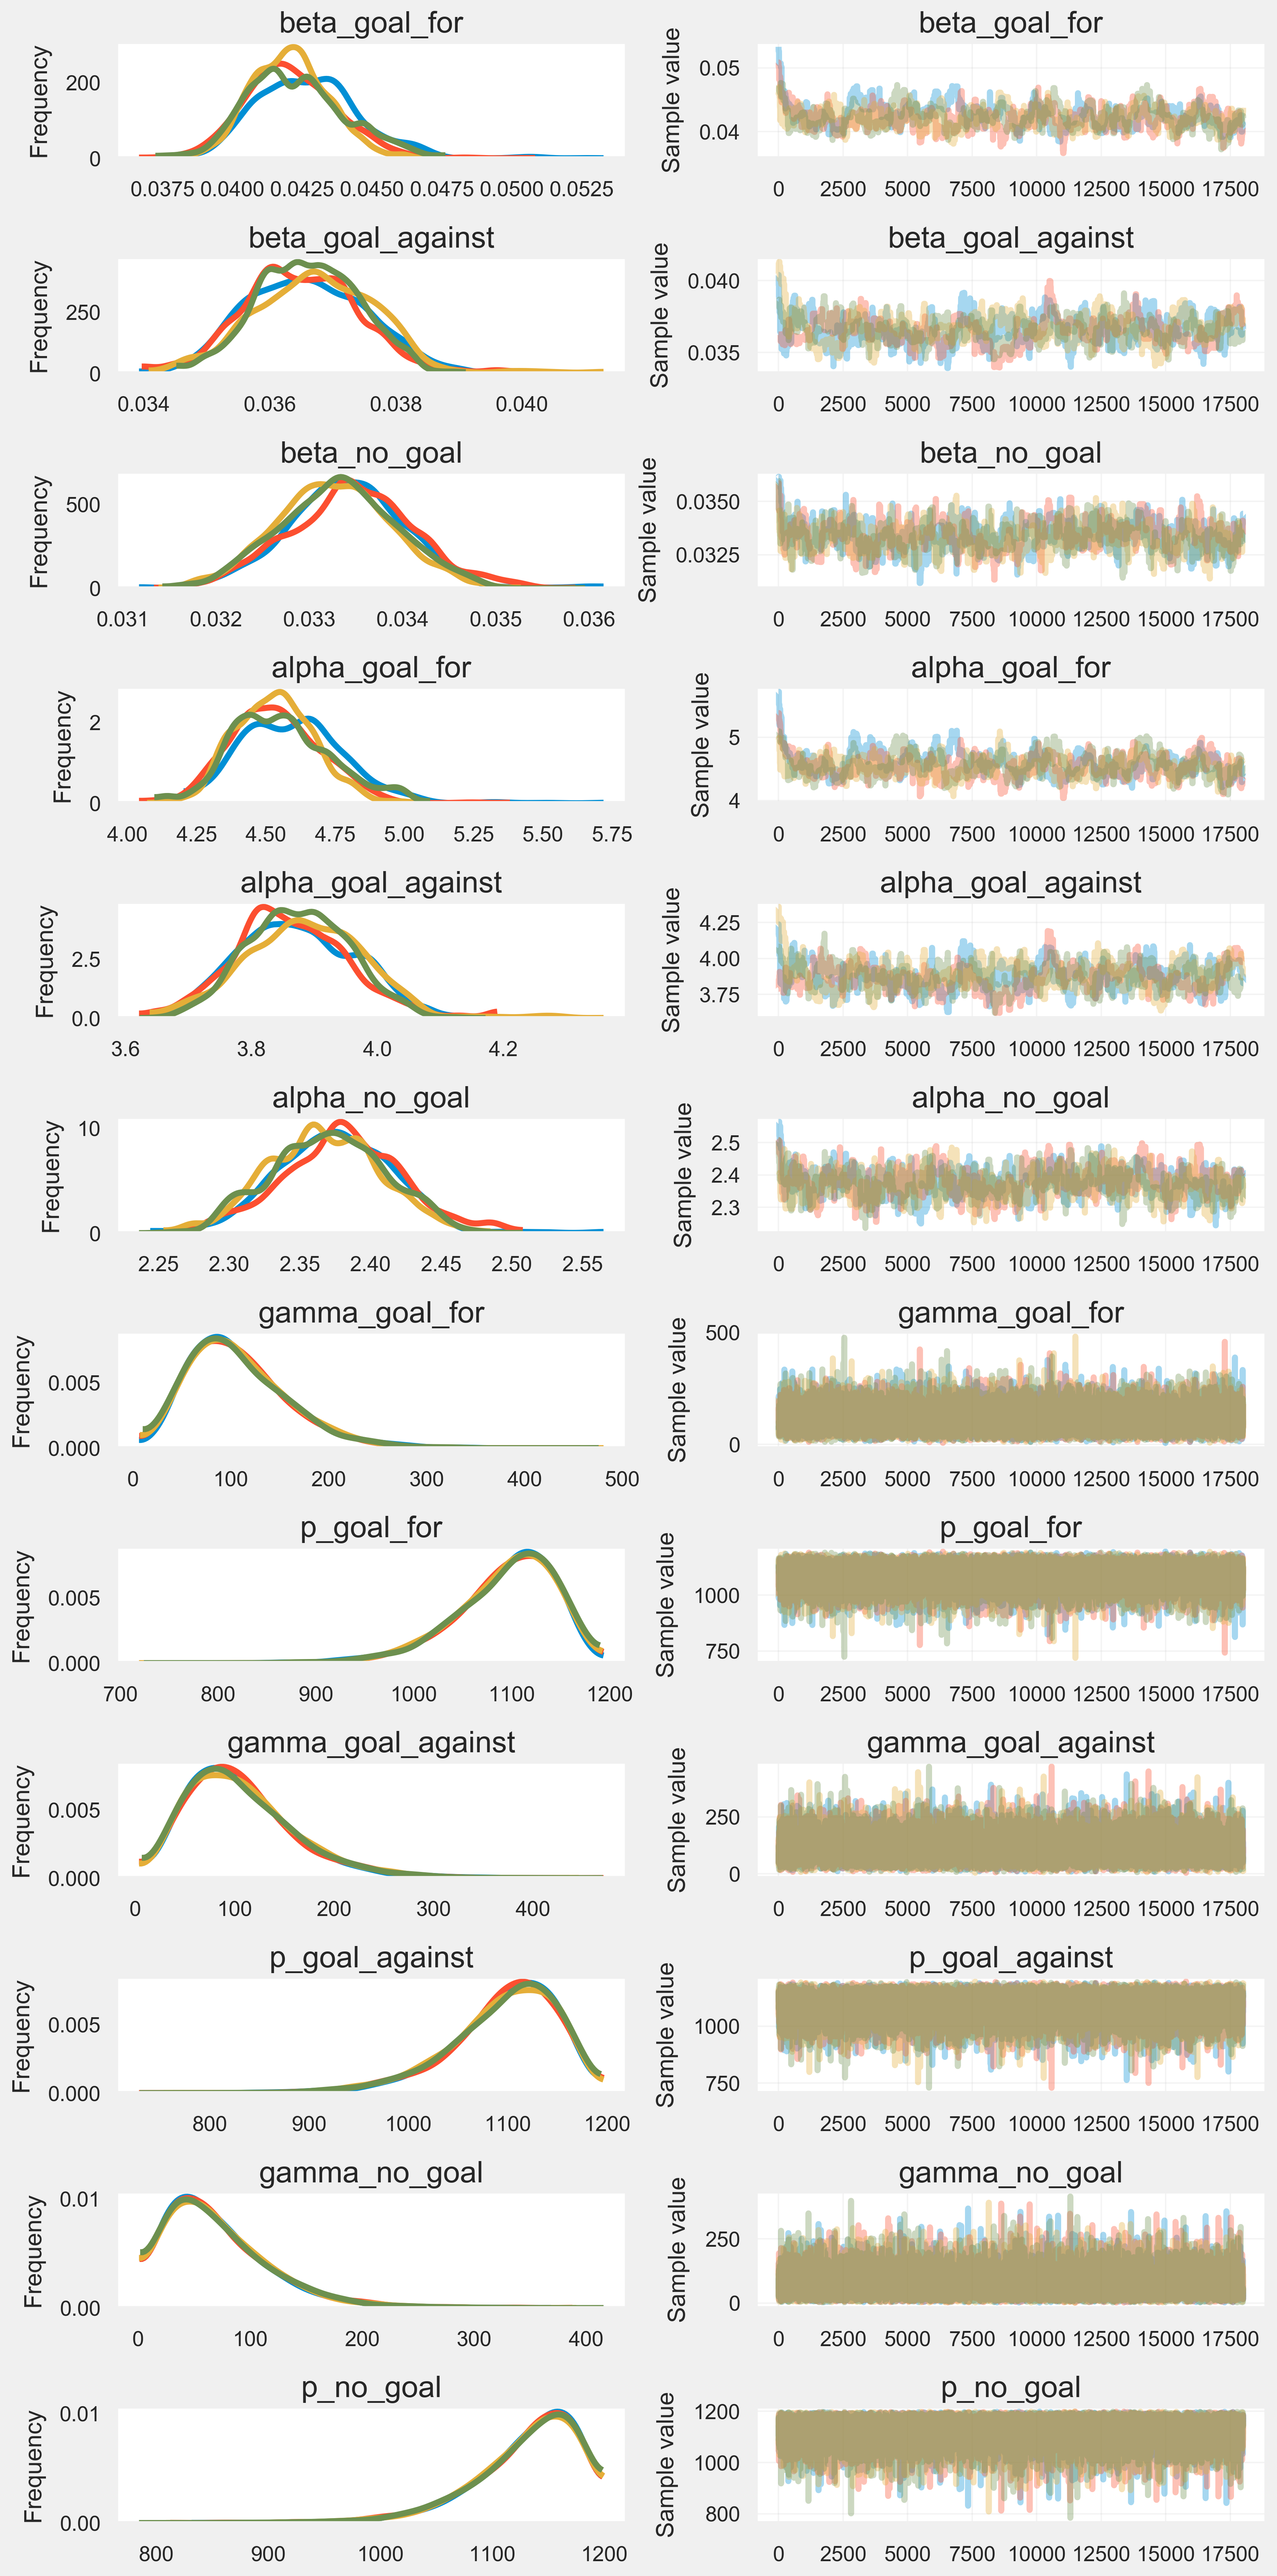 beta_goal_for
beta_goal_for
Frequency
200
0
0.0375 0.0400 0.0425 0.0450 0.0475 0.0500 0.0525
Sample value
0.05
0.04
0 2500 5000 7500 10000 12500 15000 17500
beta_goal_against
beta_goal_against
Frequency
250
0
0.034 0.036 0.038 0.040
Sample value
0.040
0.035
0 2500 5000 7500 10000 12500 15000 17500
beta_no_goal
beta_no_goal
Frequency
500
0
0.031 0.032 0.033 0.034 0.035 0.036
Sample value
0.0350
0.0325
0 2500 5000 7500 10000 12500 15000 17500
alpha_goal_for
alpha_goal_for
Frequency
2
0
4.00 4.25 4.50 4.75 5.00 5.25 5.50 5.75
Sample value
5
4
0 2500 5000 7500 10000 12500 15000 17500
alpha_goal_against
alpha_goal_against
Frequency
2.5
0.0
3.6 3.8 4.0 4.2
Sample value
4.25
4.00
3.75
0 2500 5000 7500 10000 12500 15000 17500
alpha_no_goal
alpha_no_goal
Frequency
10
0
2.25 2.30 2.35 2.40 2.45 2.50 2.55
Sample value
2.5
2.4
2.3
0 2500 5000 7500 10000 12500 15000 17500
gamma_goal_for
gamma_goal_for
Frequency
0.005
0.000
0 100 200 300 400 500
Sample value
500
0
0 2500 5000 7500 10000 12500 15000 17500
p_goal_for
p_goal_for
Frequency
0.005
0.000
700 800 900 1000 1100 1200
Sample value
1000
750
0 2500 5000 7500 10000 12500 15000 17500
gamma_goal_against
gamma_goal_against
Frequency
0.005
0.000
0 100 200 300 400
Sample value
250
0
0 2500 5000 7500 10000 12500 15000 17500
p_goal_against
p_goal_against
Frequency
0.005
0.000
800 900 1000 1100 1200
Sample value
1000
750
0 2500 5000 7500 10000 12500 15000 17500
gamma_no_goal
gamma_no_goal
Frequency
0.01
0.00
0 100 200 300 400
Sample value
250
0
0 2500 5000 7500 10000 12500 15000 17500
p_no_goal
p_no_goal
Frequency
0.01
0.00
800 900 1000 1100 1200
Sample value
1200
1000
800
0 2500 5000 7500 10000 12500 15000 17500